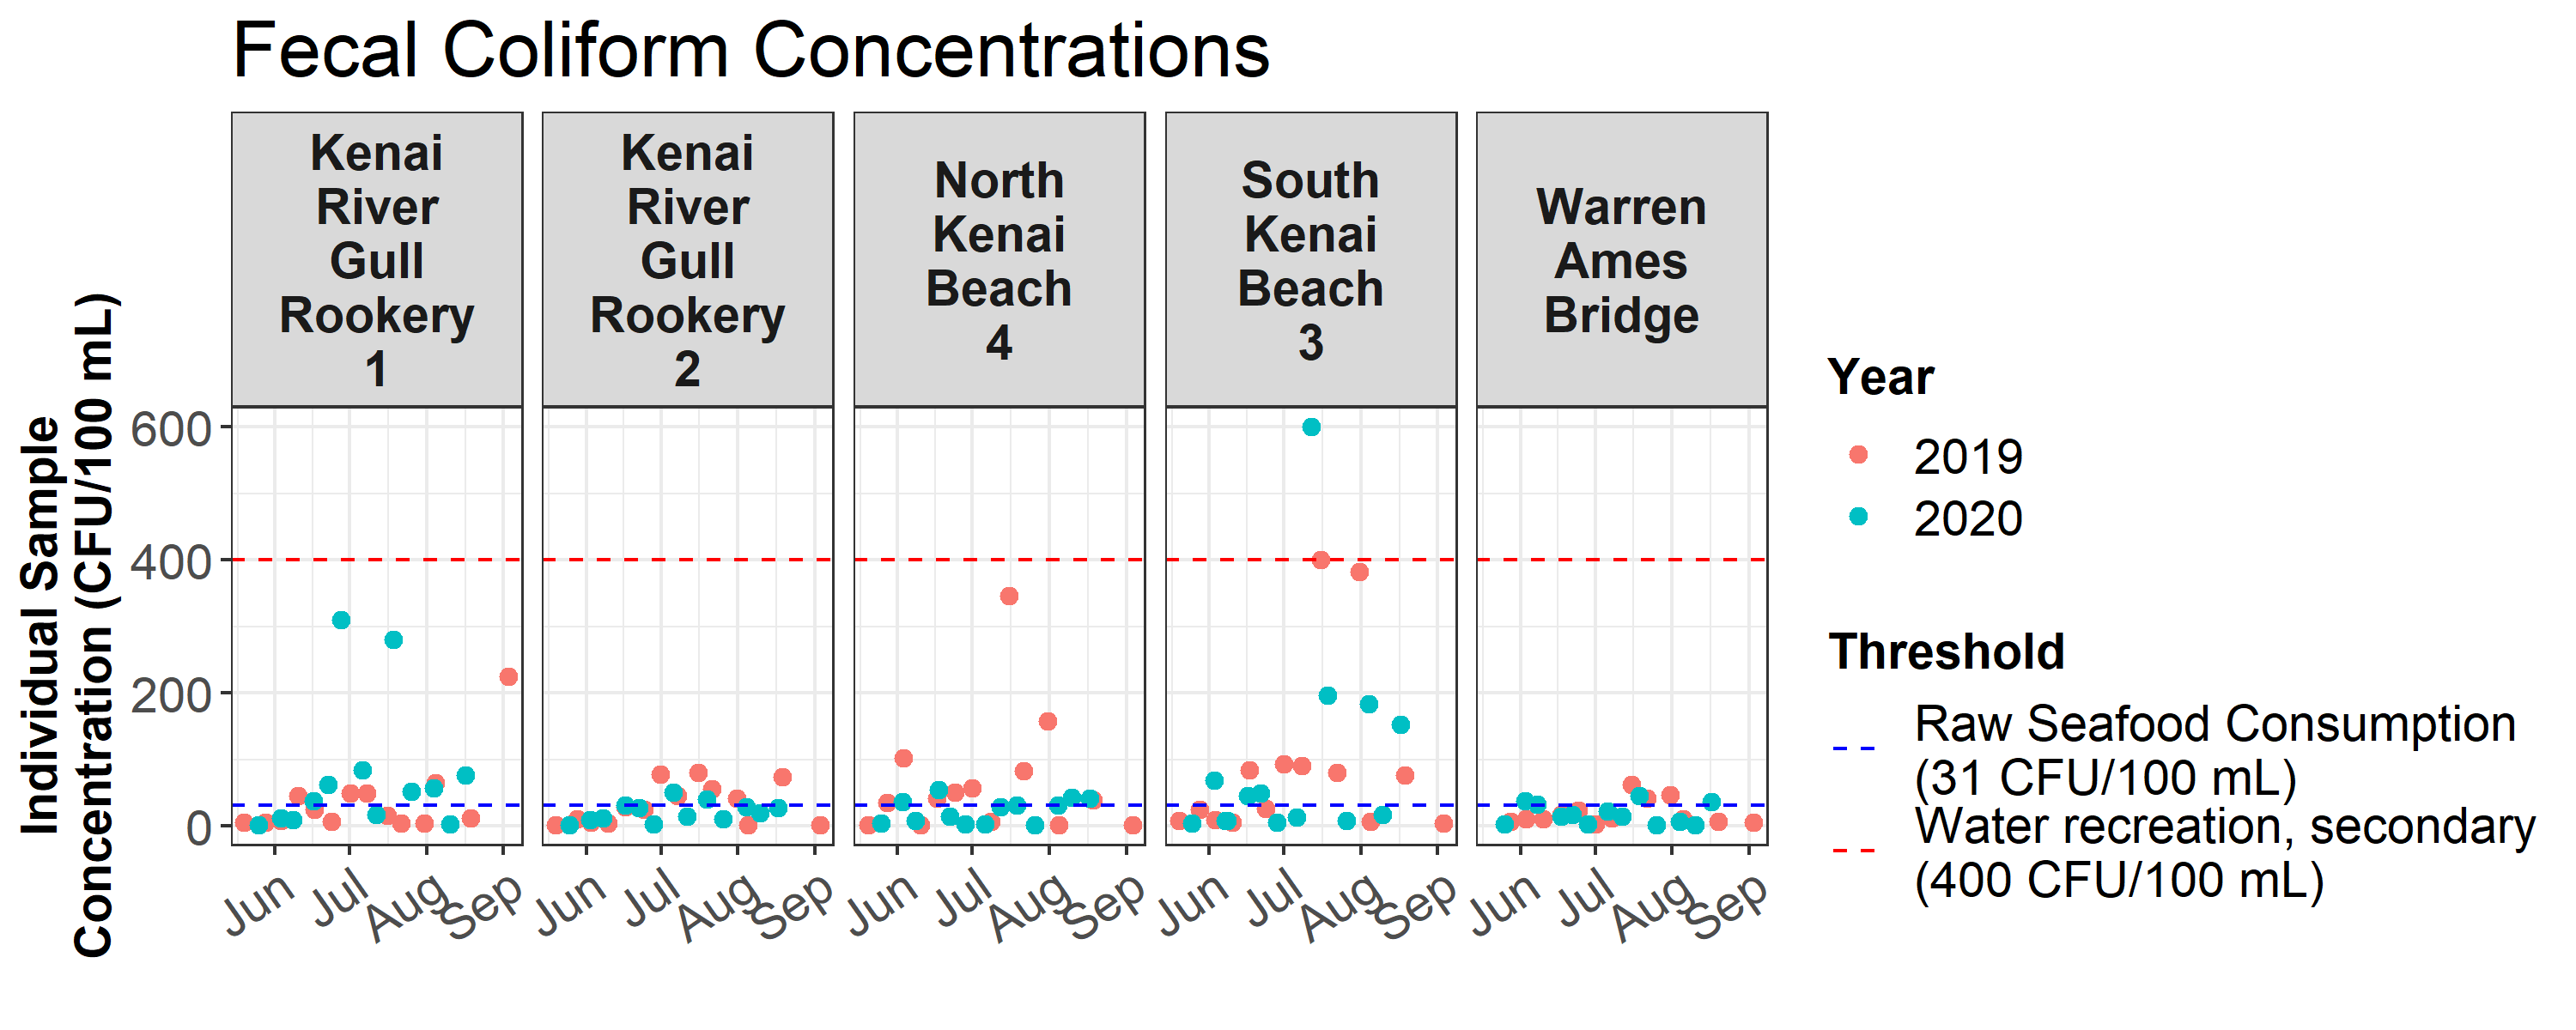 Fecal Coliform Concentrations
Kenai
River
Gull
Rookery
1
Kenai
River
Gull
Rookery
2
North
Kenai
Beach
4
South
Kenai
Beach
3
Warren
Ames
Bridge
Individual Sample
Concentration (CFU/100 mL)
600
400
200
0
Jun
Jul
Aug
Sep
Jun
Jul
Aug
Sep
Jun
Jul
Aug
Sep
Jun
Jul
Aug
Sep
Jun
Jul
Aug
Sep
Year
2019
2020
Threshold
Raw Seafood Consumption
(31 CFU/100 mL)
Water recreation, secondary
(400 CFU/100 mL)